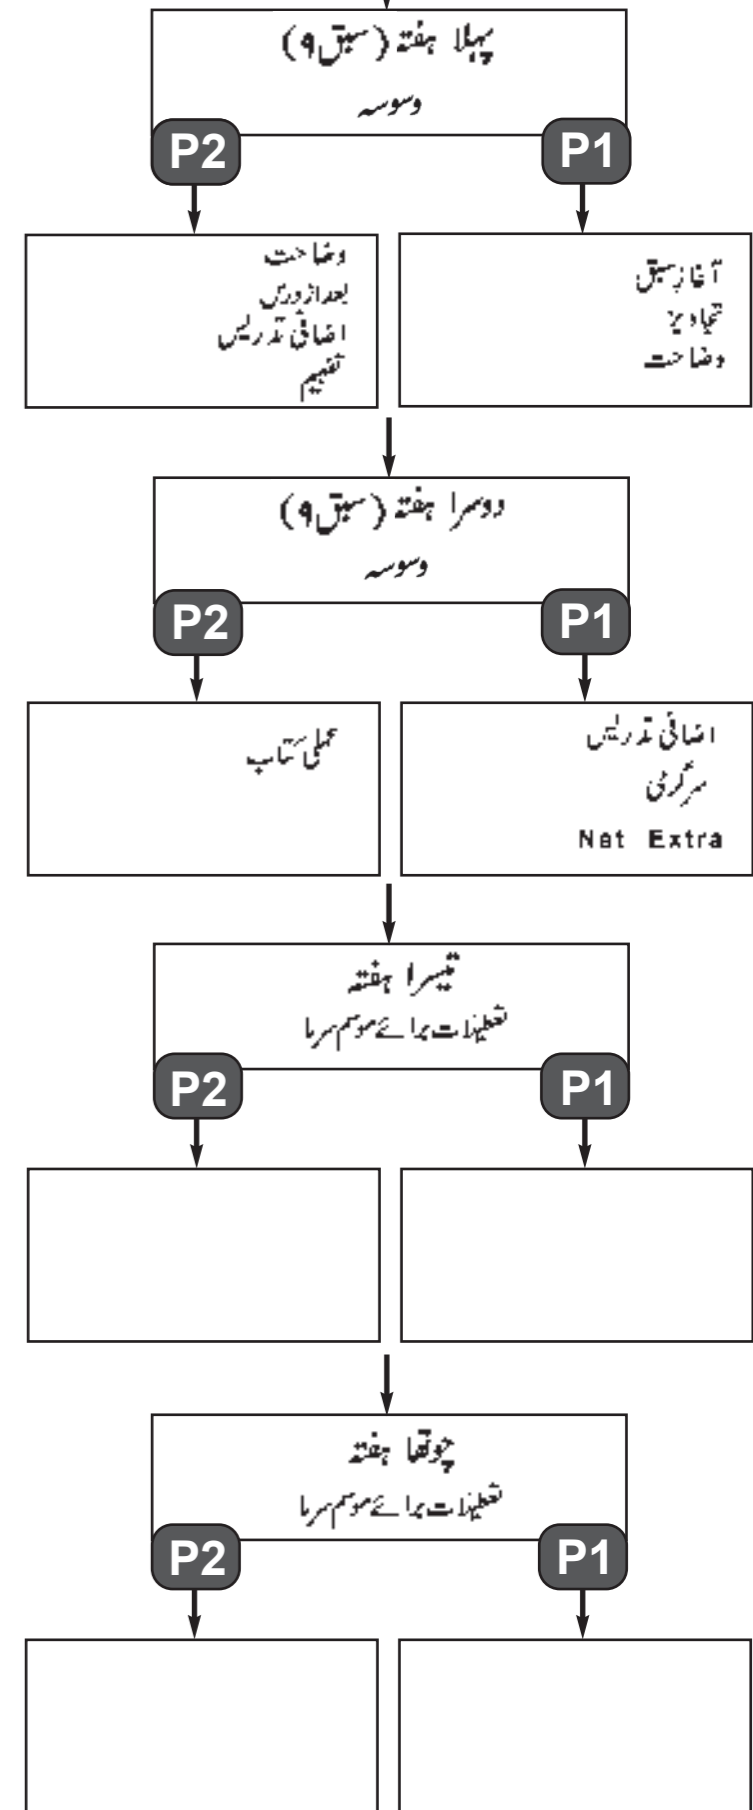 پہلا ہفتہ (سبق ۹)
وسوسہ
P1
P2
آغازِ سبق
تجاویز
وضاحت
وضاحت
بعد از درس
اضافی تدریس
تفہیم
دوسرا ہفتہ (سبق ۹)
وسوسہ
P1
P2
اضافی تدریس
سرگرمی
Net Extra
عملی کتاب
تیسرا ہفتہ
تعطیلات برائے موسم سرما
P1
P2
چوتھا ہفتہ
تعطیلات برائے موسم سرما
P1
P2